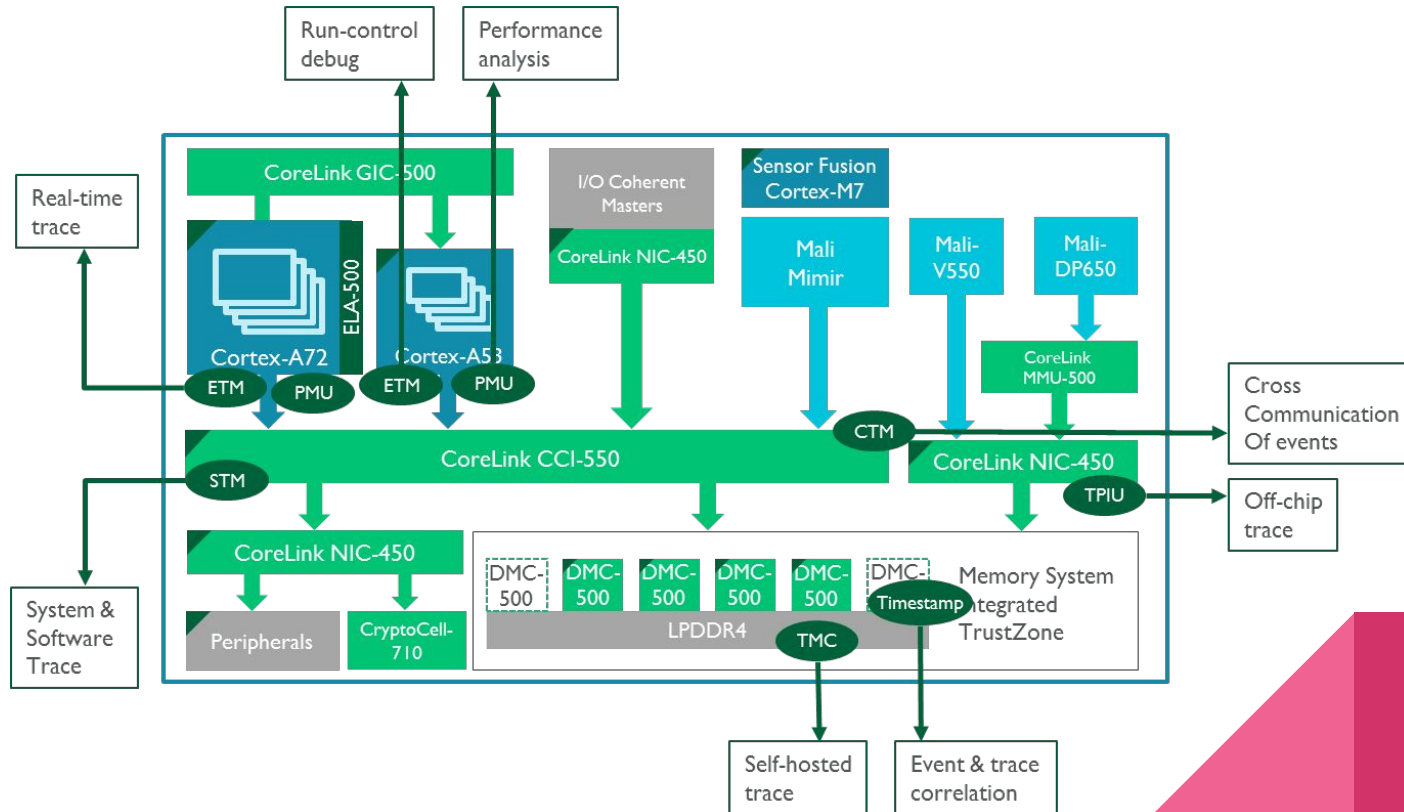 Run-control
debug
Performance
analysis
Real-time
trace
CoreLink GIC-500
I/O Coherent
Masters
CoreLink NIC-450
Sensor Fusion
Cortex-M7
Mali
Mimir
Mali-
V550
Mali-
DP650
ELA-500
Cortex-A72
Cortex-A53
ETM
PMU
ETM
PMU
CoreLink
MMU-500
Cross
Communication
Of events
CTM
CoreLink CCI-550
CoreLink NIC-450
STM
TPIU
Off-chip
trace
CoreLink NIC-450
Peripherals
CryptoCell-
710
DMC-
500
DMC-
500
DMC-
500
DMC-
500
DMC-
500
DMC-
Timestamp
LPDDR4
TMC
Memory System
Integrated
TrustZone
System &
Software
Trace
Self-hosted
trace
Event & trace
correlation